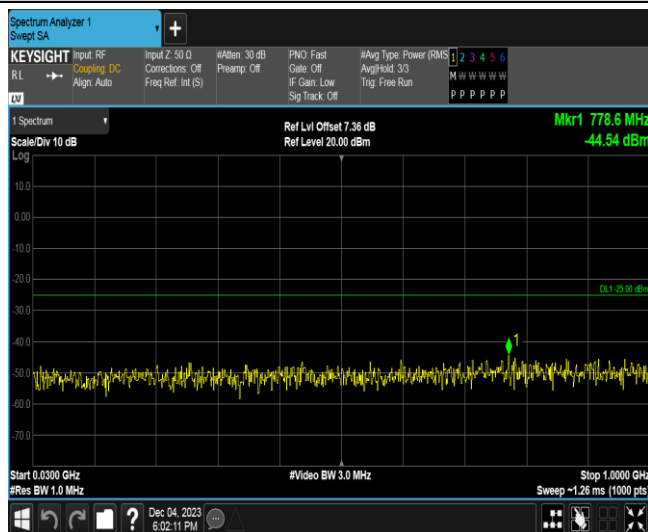 Spectrum Analyzer 1
Swept SA
+
KEYSIGHT
RL
LXI
Input: RF
Coupling: DC
Align: Auto
Input Z: 50 Ω
Corrections: Off
Freq Ref: Int (S)
#Atten: 30 dB
Preamp: Off
PNO: Fast
Gate: Off
IF Gain: Low
Sig Track: Off
#Avg Type: Power (RMS
Avg|Hold: 3/3
Trig: Free Run
1 2 3 4 5 6
M W W W W W
P P P P P P
1 Spectrum
Scale/Div 10 dB
Log
Ref Lvl Offset 7.36 dB
Ref Level 20.00 dBm
Mkr1 778.6 MHz
-44.54 dBm
10.0
0.00
-10.0
-20.0
DL1 -25.00 dBm
-30.0
-40.0
1
-50.0
-60.0
-70.0
Start 0.0300 GHz
#Video BW 3.0 MHz
Stop 1.0000 GHz
#Res BW 1.0 MHz
Sweep ~1.26 ms (1000 pts)
?
Dec 04, 2023
6:02:11 PM